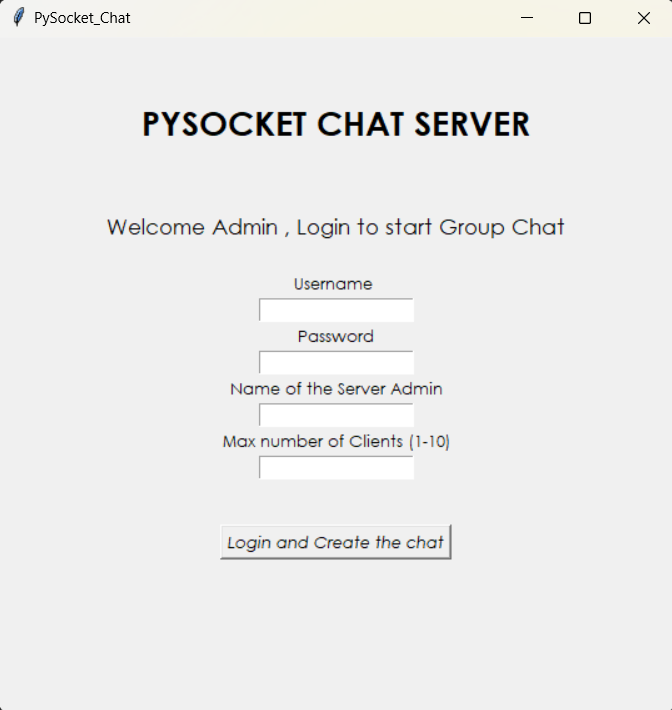 PySocket_Chat
PYSOCKET CHAT SERVER
Welcome Admin , Login to start Group Chat
Username
Password
Name of the Server Admin
Max number of Clients (1-10)
Login and Create the chat